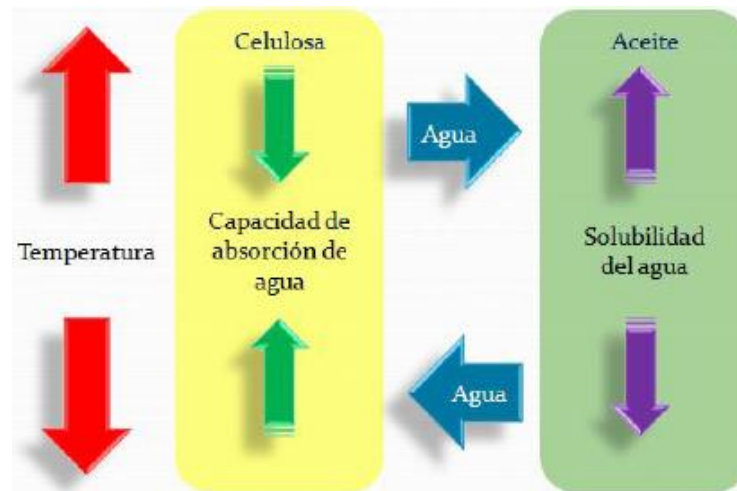 Celulosa
Aceite
Agua
Temperatura
Capacidad de
absorción de
agua
Solubilidad
del agua
Agua